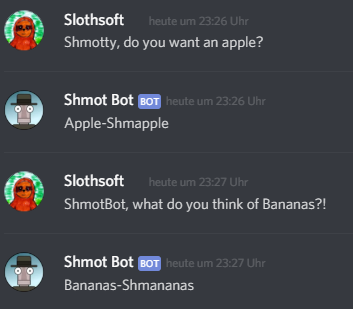 Slothsoft heute um 23:26 Uhr
Shmotty, do you want an apple?
Shmot Bot BOT heute um 23:26 Uhr
Apple-Shmapple
Slothsoft heute um 23:27 Uhr
ShmotBot, what do you think of Bananas?!
Shmot Bot BOT heute um 23:27 Uhr
Bananas-Shmananas